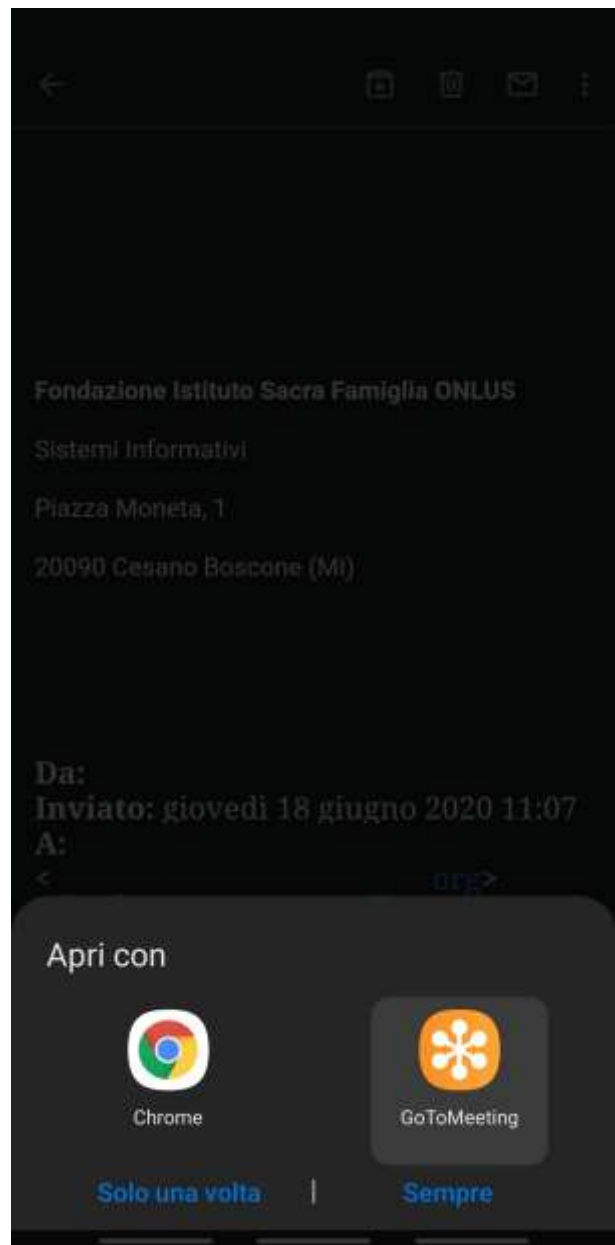 Fondazione Istituto Sacra Famiglia ONLUS
Sistemi Informativi
Piazza Moneta, 1
20090 Cesano Boscone (MI)
Da:
Inviato: giovedì 18 giugno 2020 11:07
A:
< org>
Apri con
Chrome GoToMeeting
Solo una volta | Sempre